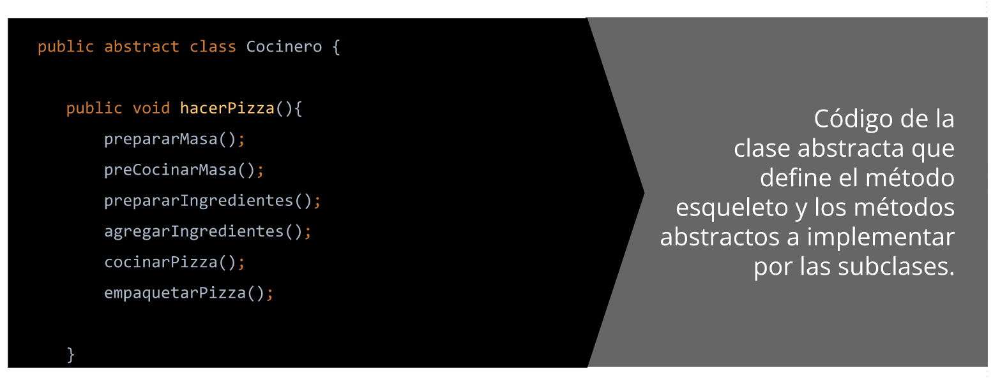 public abstract class Cocinero {
public void hacerPizza(){
prepararMasa();
preCocinarMasa();
prepararIngredientes();
agregarIngredientes();
cocinarPizza();
empaquetarPizza();
}
Código de la
clase abstracta que
define el método
esqueleto y los métodos
abstractos a implementar
por las subclases.